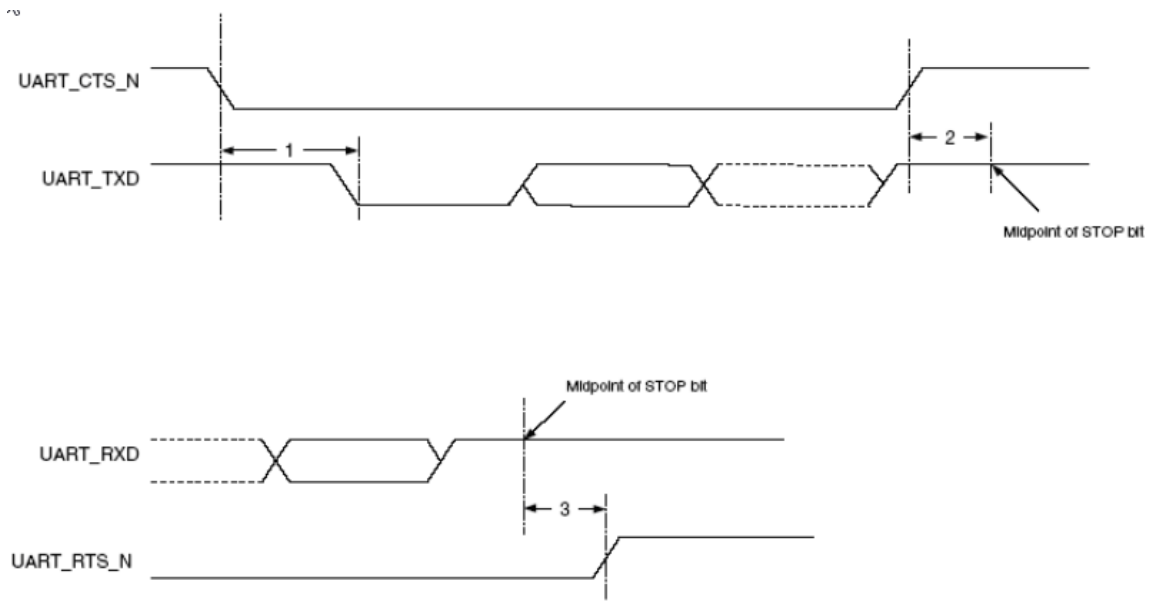 UART_CTS_N
1
2
UART_TXD
Midpoint of STOP bit
Midpoint of STOP bit
UART_RXD
3
UART_RTS_N